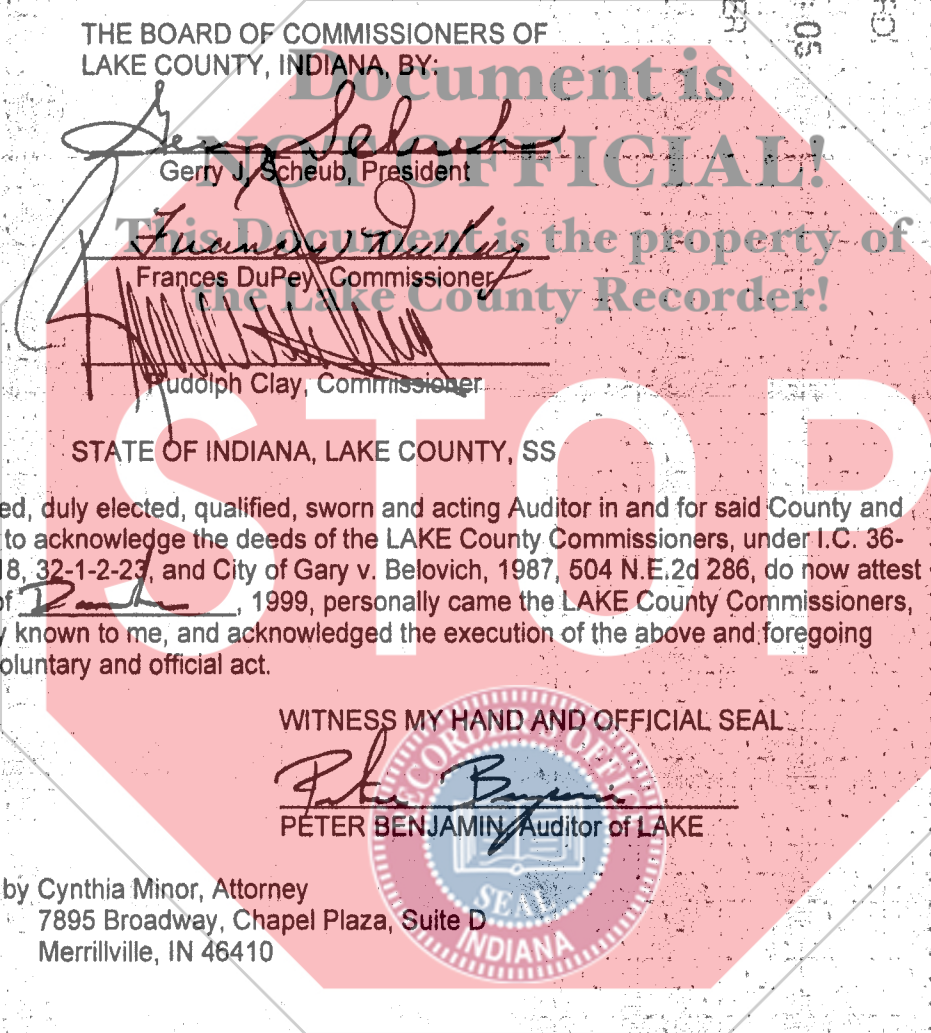 THE BOARD OF COMMISSIONERS OF
LAKE COUNTY, INDIANA, BY:
Document is
NOT OFFICIAL!
Gerry J. Scheub, President
This Document is the property of
Frances DuPey, Commissioner
the Lake County Recorder!
Rudolph Clay, Commissioner
STOP
STATE OF INDIANA, LAKE COUNTY, SS
ed, duly elected, qualified, sworn and acting Auditor in and for said County and
to acknowledge the deeds of the LAKE County Commissioners, under I.C. 36-
18, 32-1-2-23, and City of Gary v. Belovich, 1987, 504 N.E.2d 286, do now attest
of , 1999, personally came the LAKE County Commissioners,
y known to me, and acknowledged the execution of the above and foregoing
oluntary and official act.
WITNESS MY HAND AND OFFICIAL SEAL
Peter Benjamin
PETER BENJAMIN, Auditor of LAKE
SEAL
INDIANA
by Cynthia Minor, Attorney
7895 Broadway, Chapel Plaza, Suite D
Merrillville, IN 46410